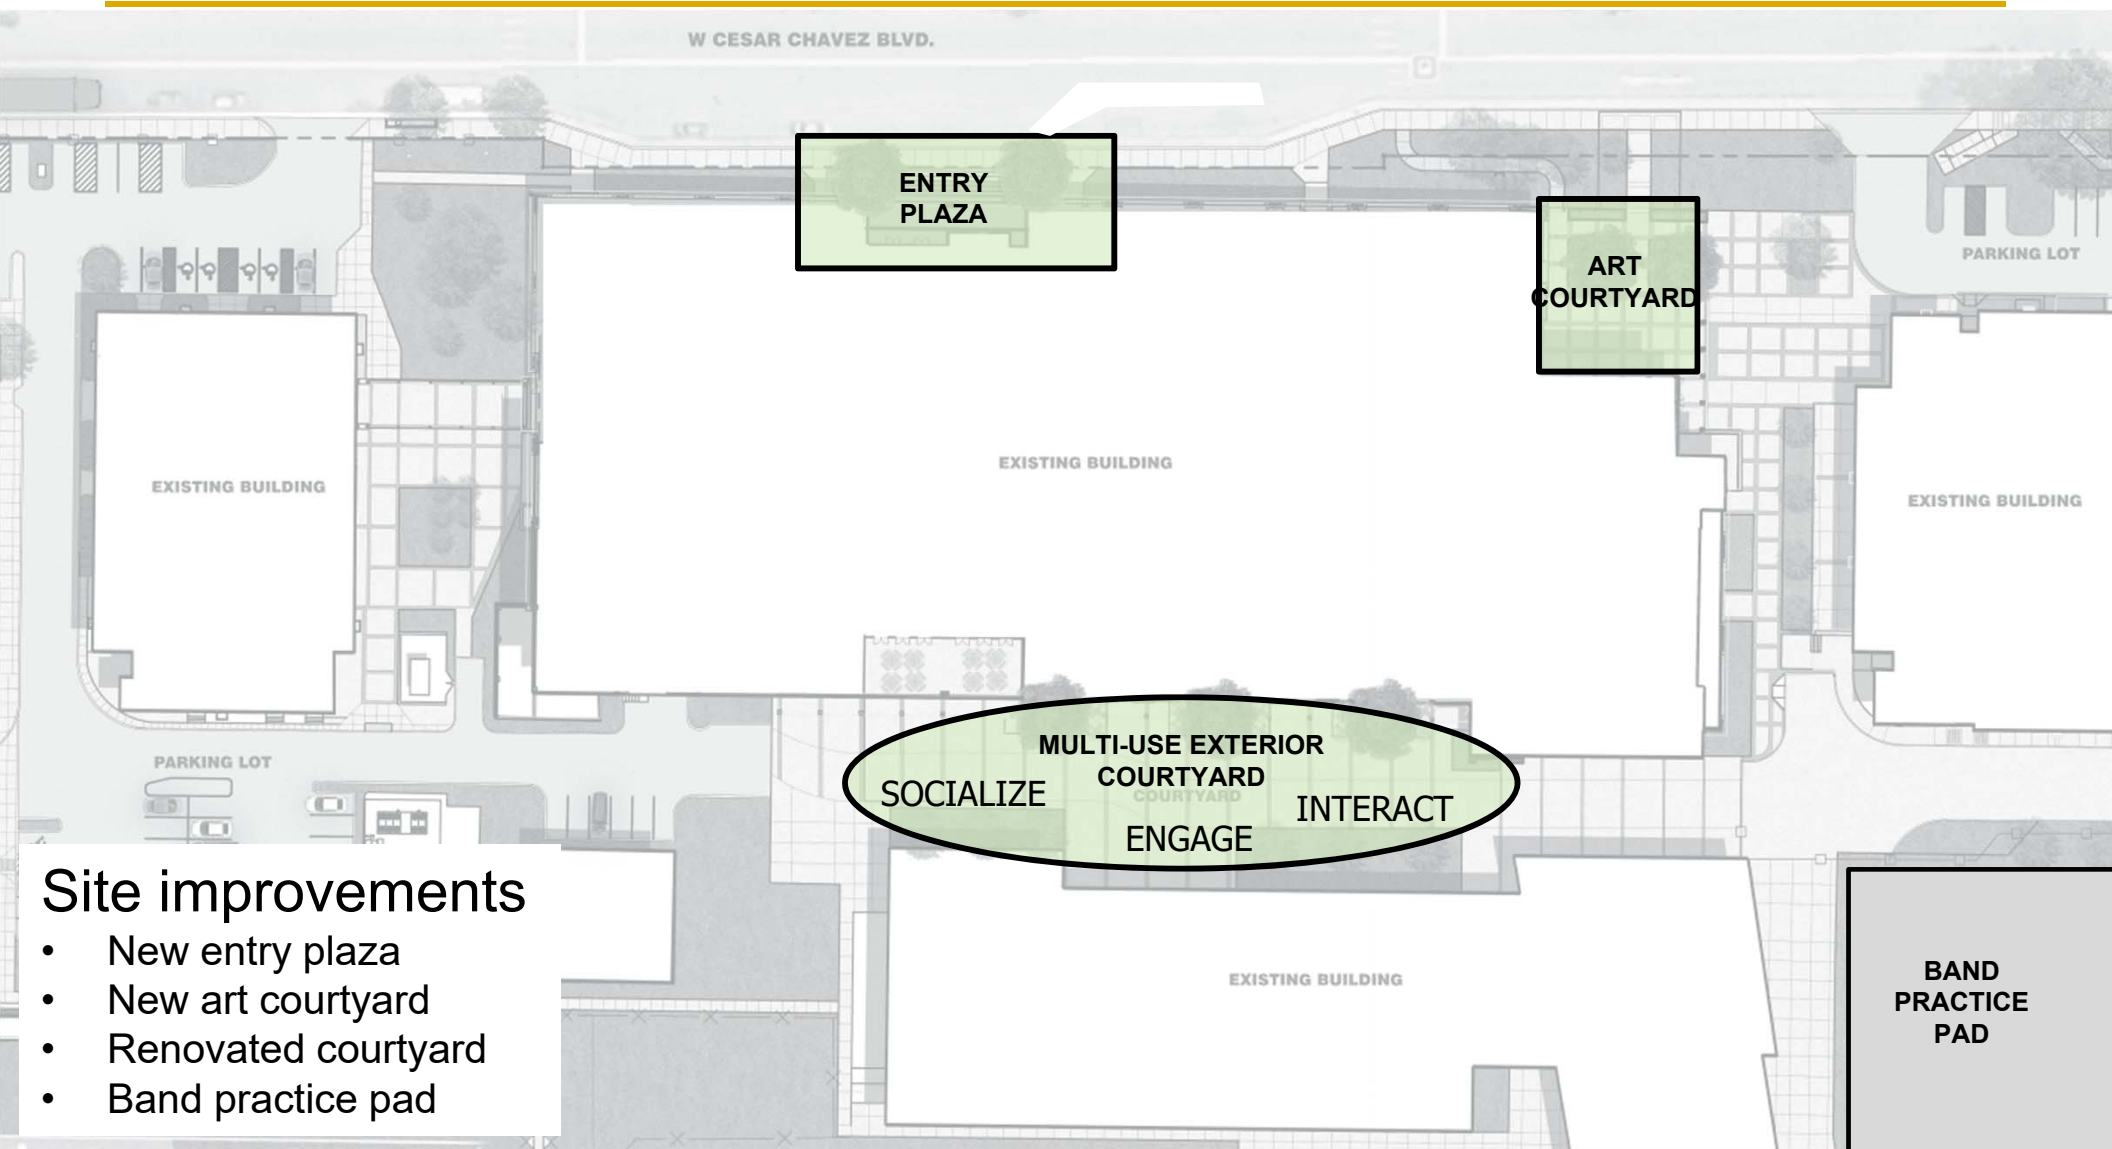 W CESAR CHAVEZ BLVD.
ENTRY
PLAZA
ART
COURTYARD
PARKING LOT
EXISTING BUILDING
EXISTING BUILDING
EXISTING BUILDING
PARKING LOT
MULTI-USE EXTERIOR
COURTYARD
SOCIALIZE
COURTYARD
INTERACT
ENGAGE
EXISTING BUILDING
BAND
PRACTICE
PAD
Site improvements
• New entry plaza
• New art courtyard
• Renovated courtyard
• Band practice pad